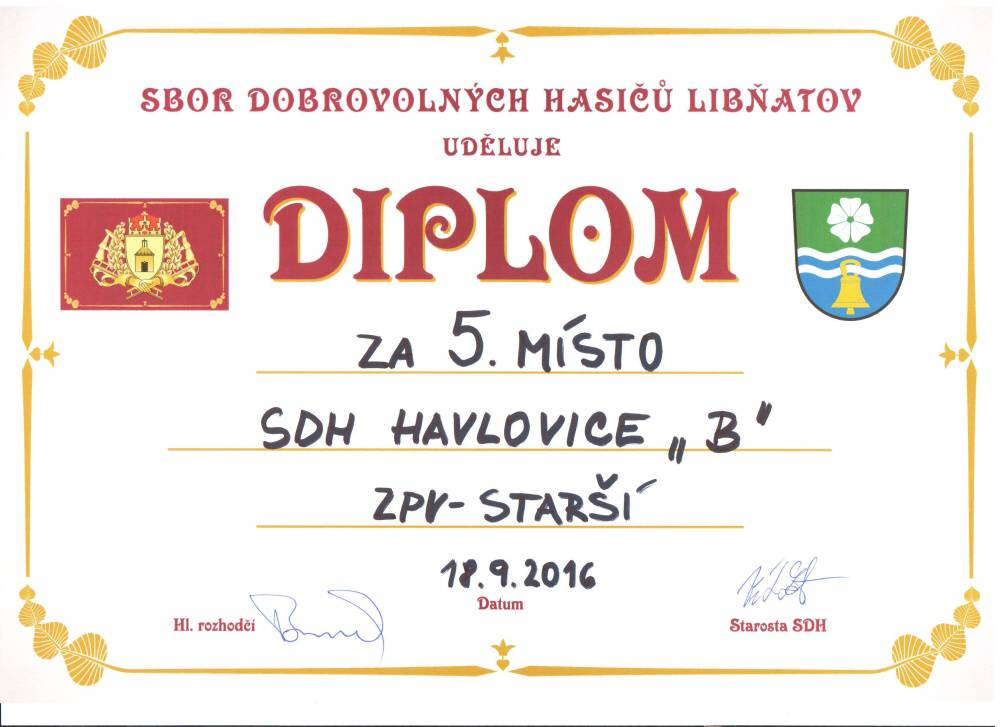 SBOR DOBROVOLNÝCH HASIČŮ LIBŇATOV
UDĚLUJE
DIPLOM
ZA 5. MÍSTO
SDH HAVLOVICE „B"
ZPV-STARŠÍ
18.9.2016
Datum
Hl. rozhodčí
Starosta SDH